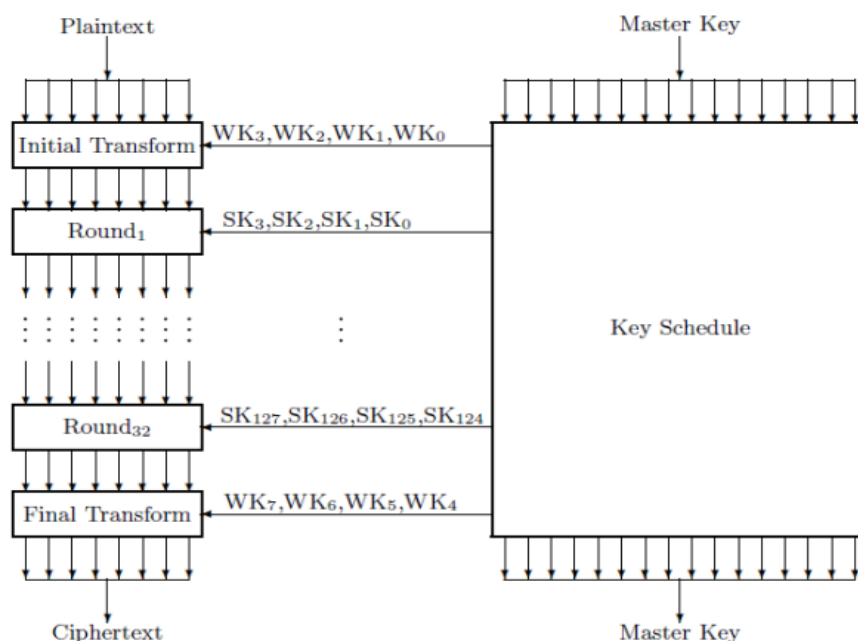 Plaintext
Master Key
Initial Transform
WK₃,WK₂,WK₁,WK₀
Round₁
SK₃,SK₂,SK₁,SK₀
Key Schedule
Round₃₂
SK₁₂₇,SK₁₂₆,SK₁₂₅,SK₁₂₄
Final Transform
WK₇,WK₆,WK₅,WK₄
Ciphertext
Master Key